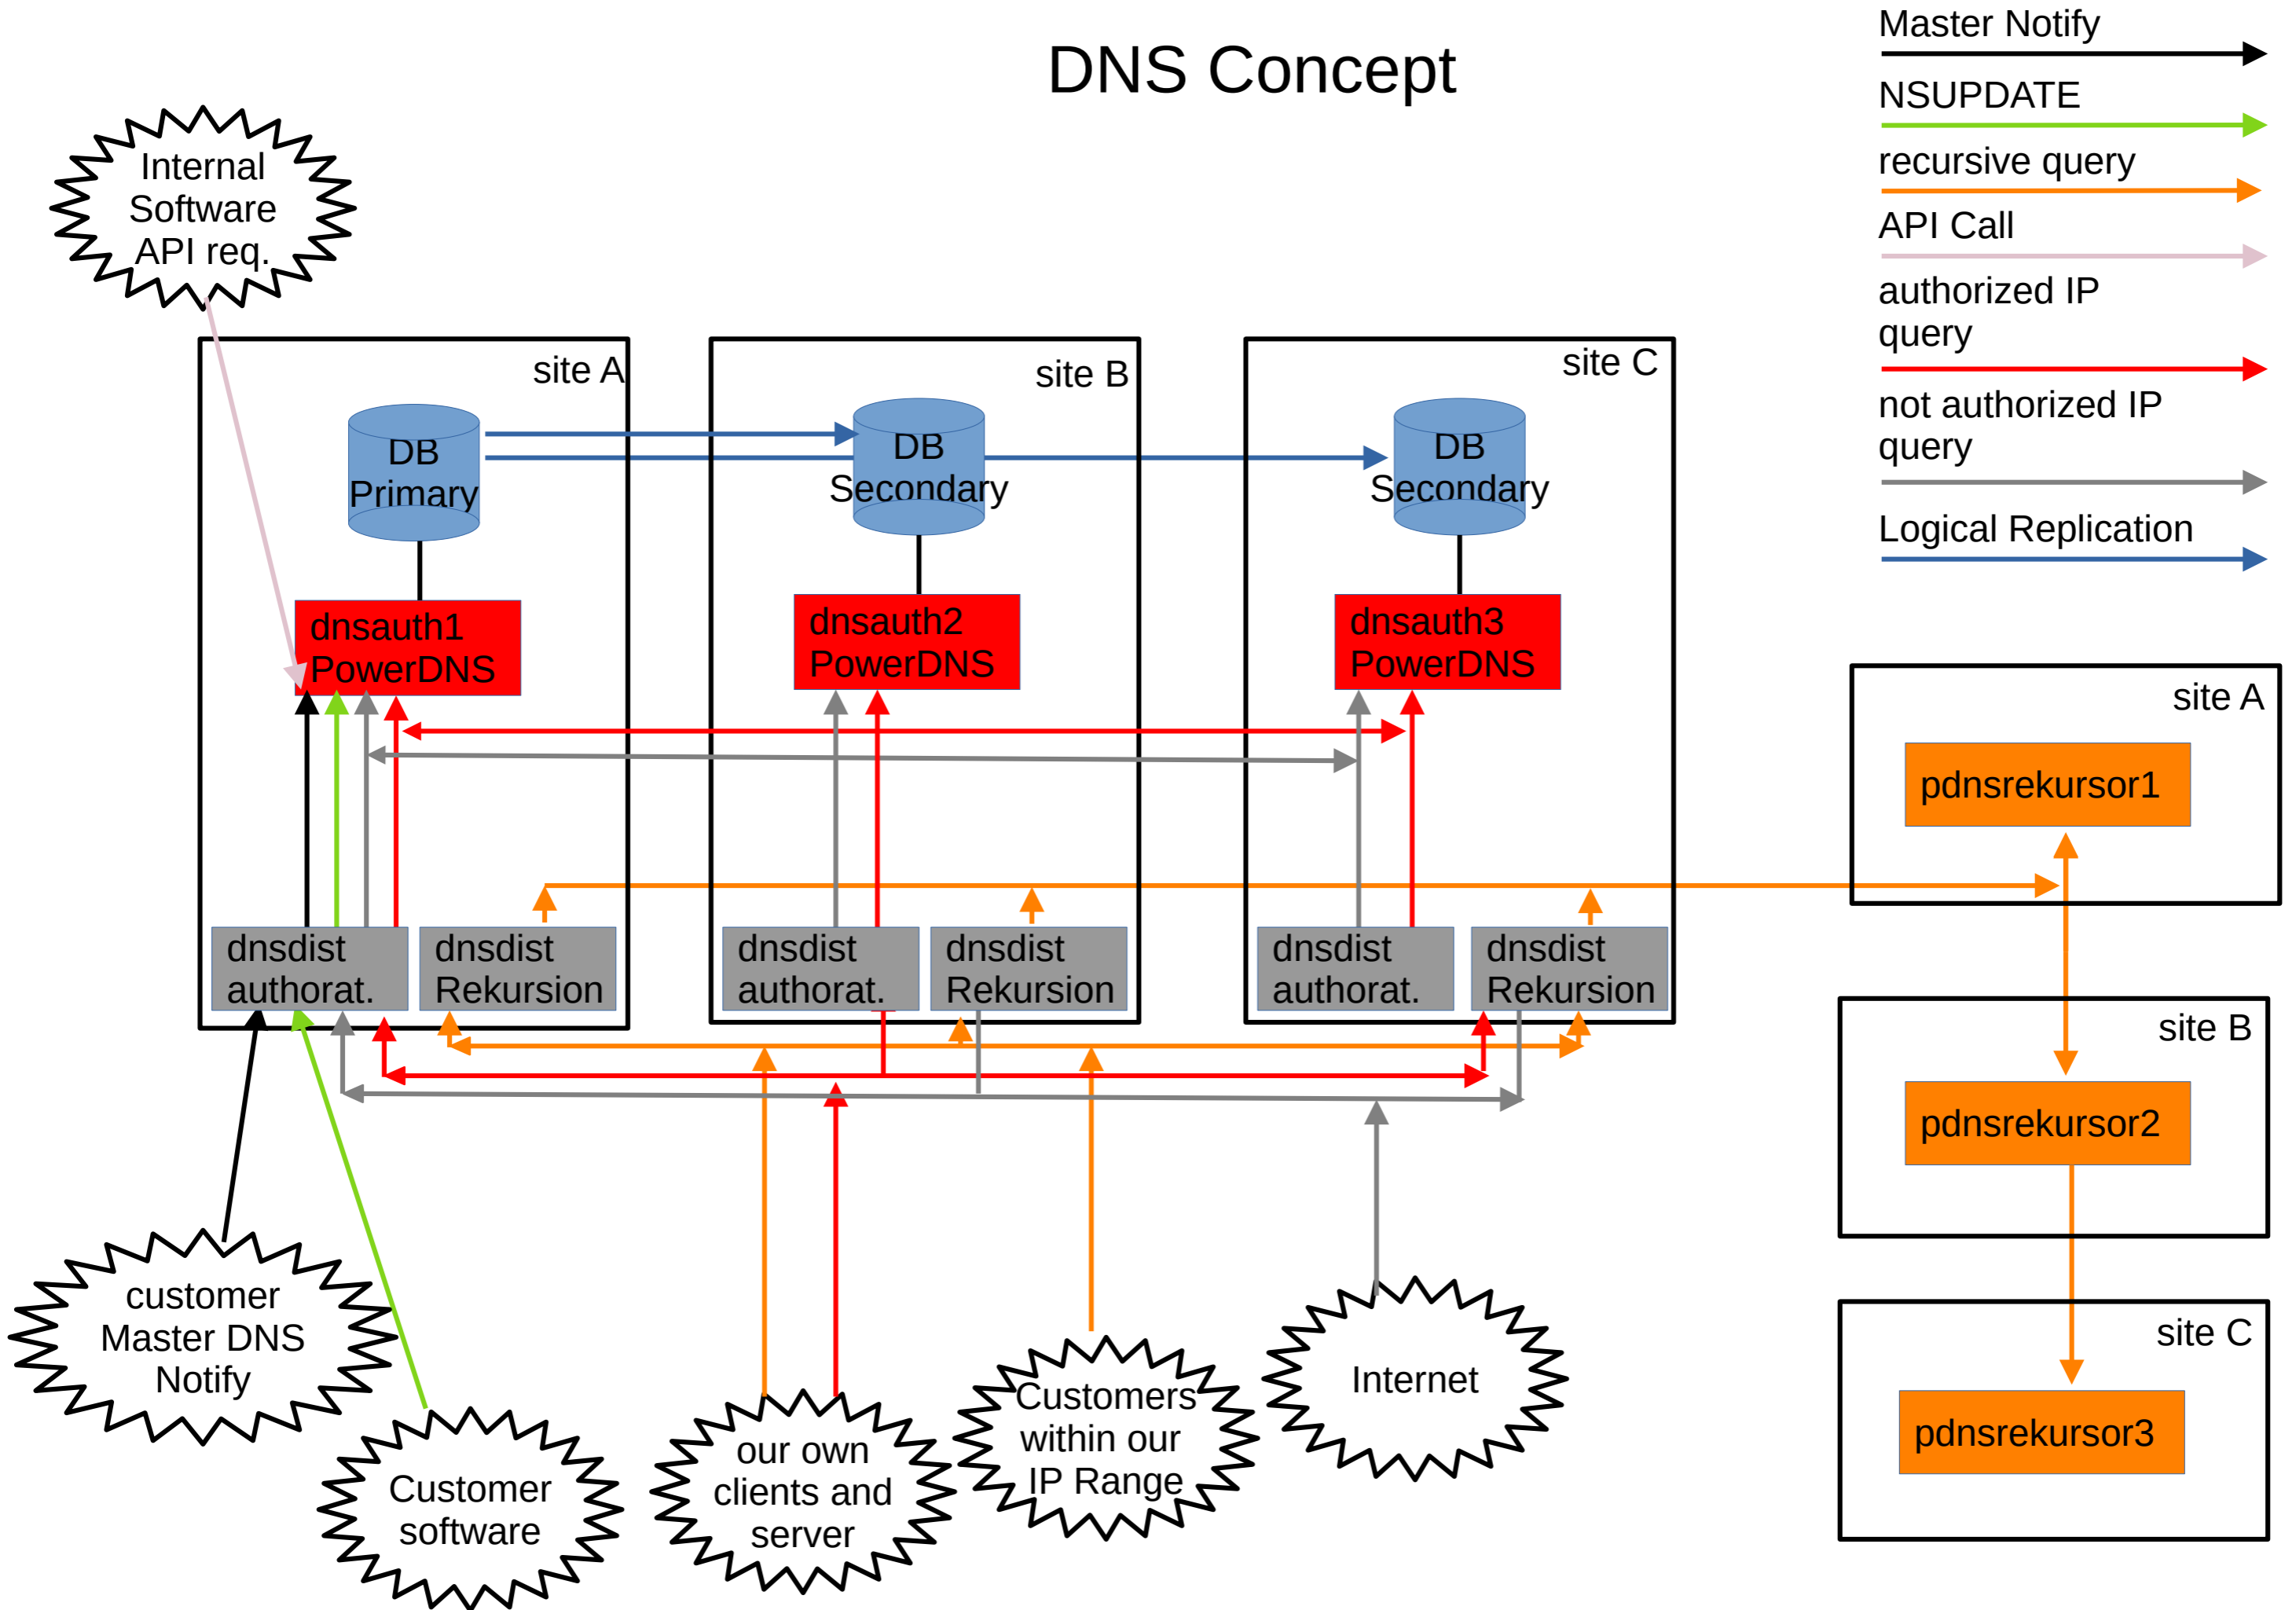 DNS Concept
Master Notify
NSUPDATE
recursive query
API Call
authorized IP
query
not authorized IP
query
Logical Replication
Internal
Software
API req.
site A
DB
Primary
dnsauth1
PowerDNS
dnsdist
authorat.
dnsdist
Rekursion
site B
DB
Secondary
dnsauth2
PowerDNS
dnsdist
authorat.
dnsdist
Rekursion
site C
DB
Secondary
dnsauth3
PowerDNS
dnsdist
authorat.
dnsdist
Rekursion
site A
pdnsrekursor1
site B
pdnsrekursor2
site C
pdnsrekursor3
customer
Master DNS
Notify
Customer
software
our own
clients and
server
Customers
within our
IP Range
Internet